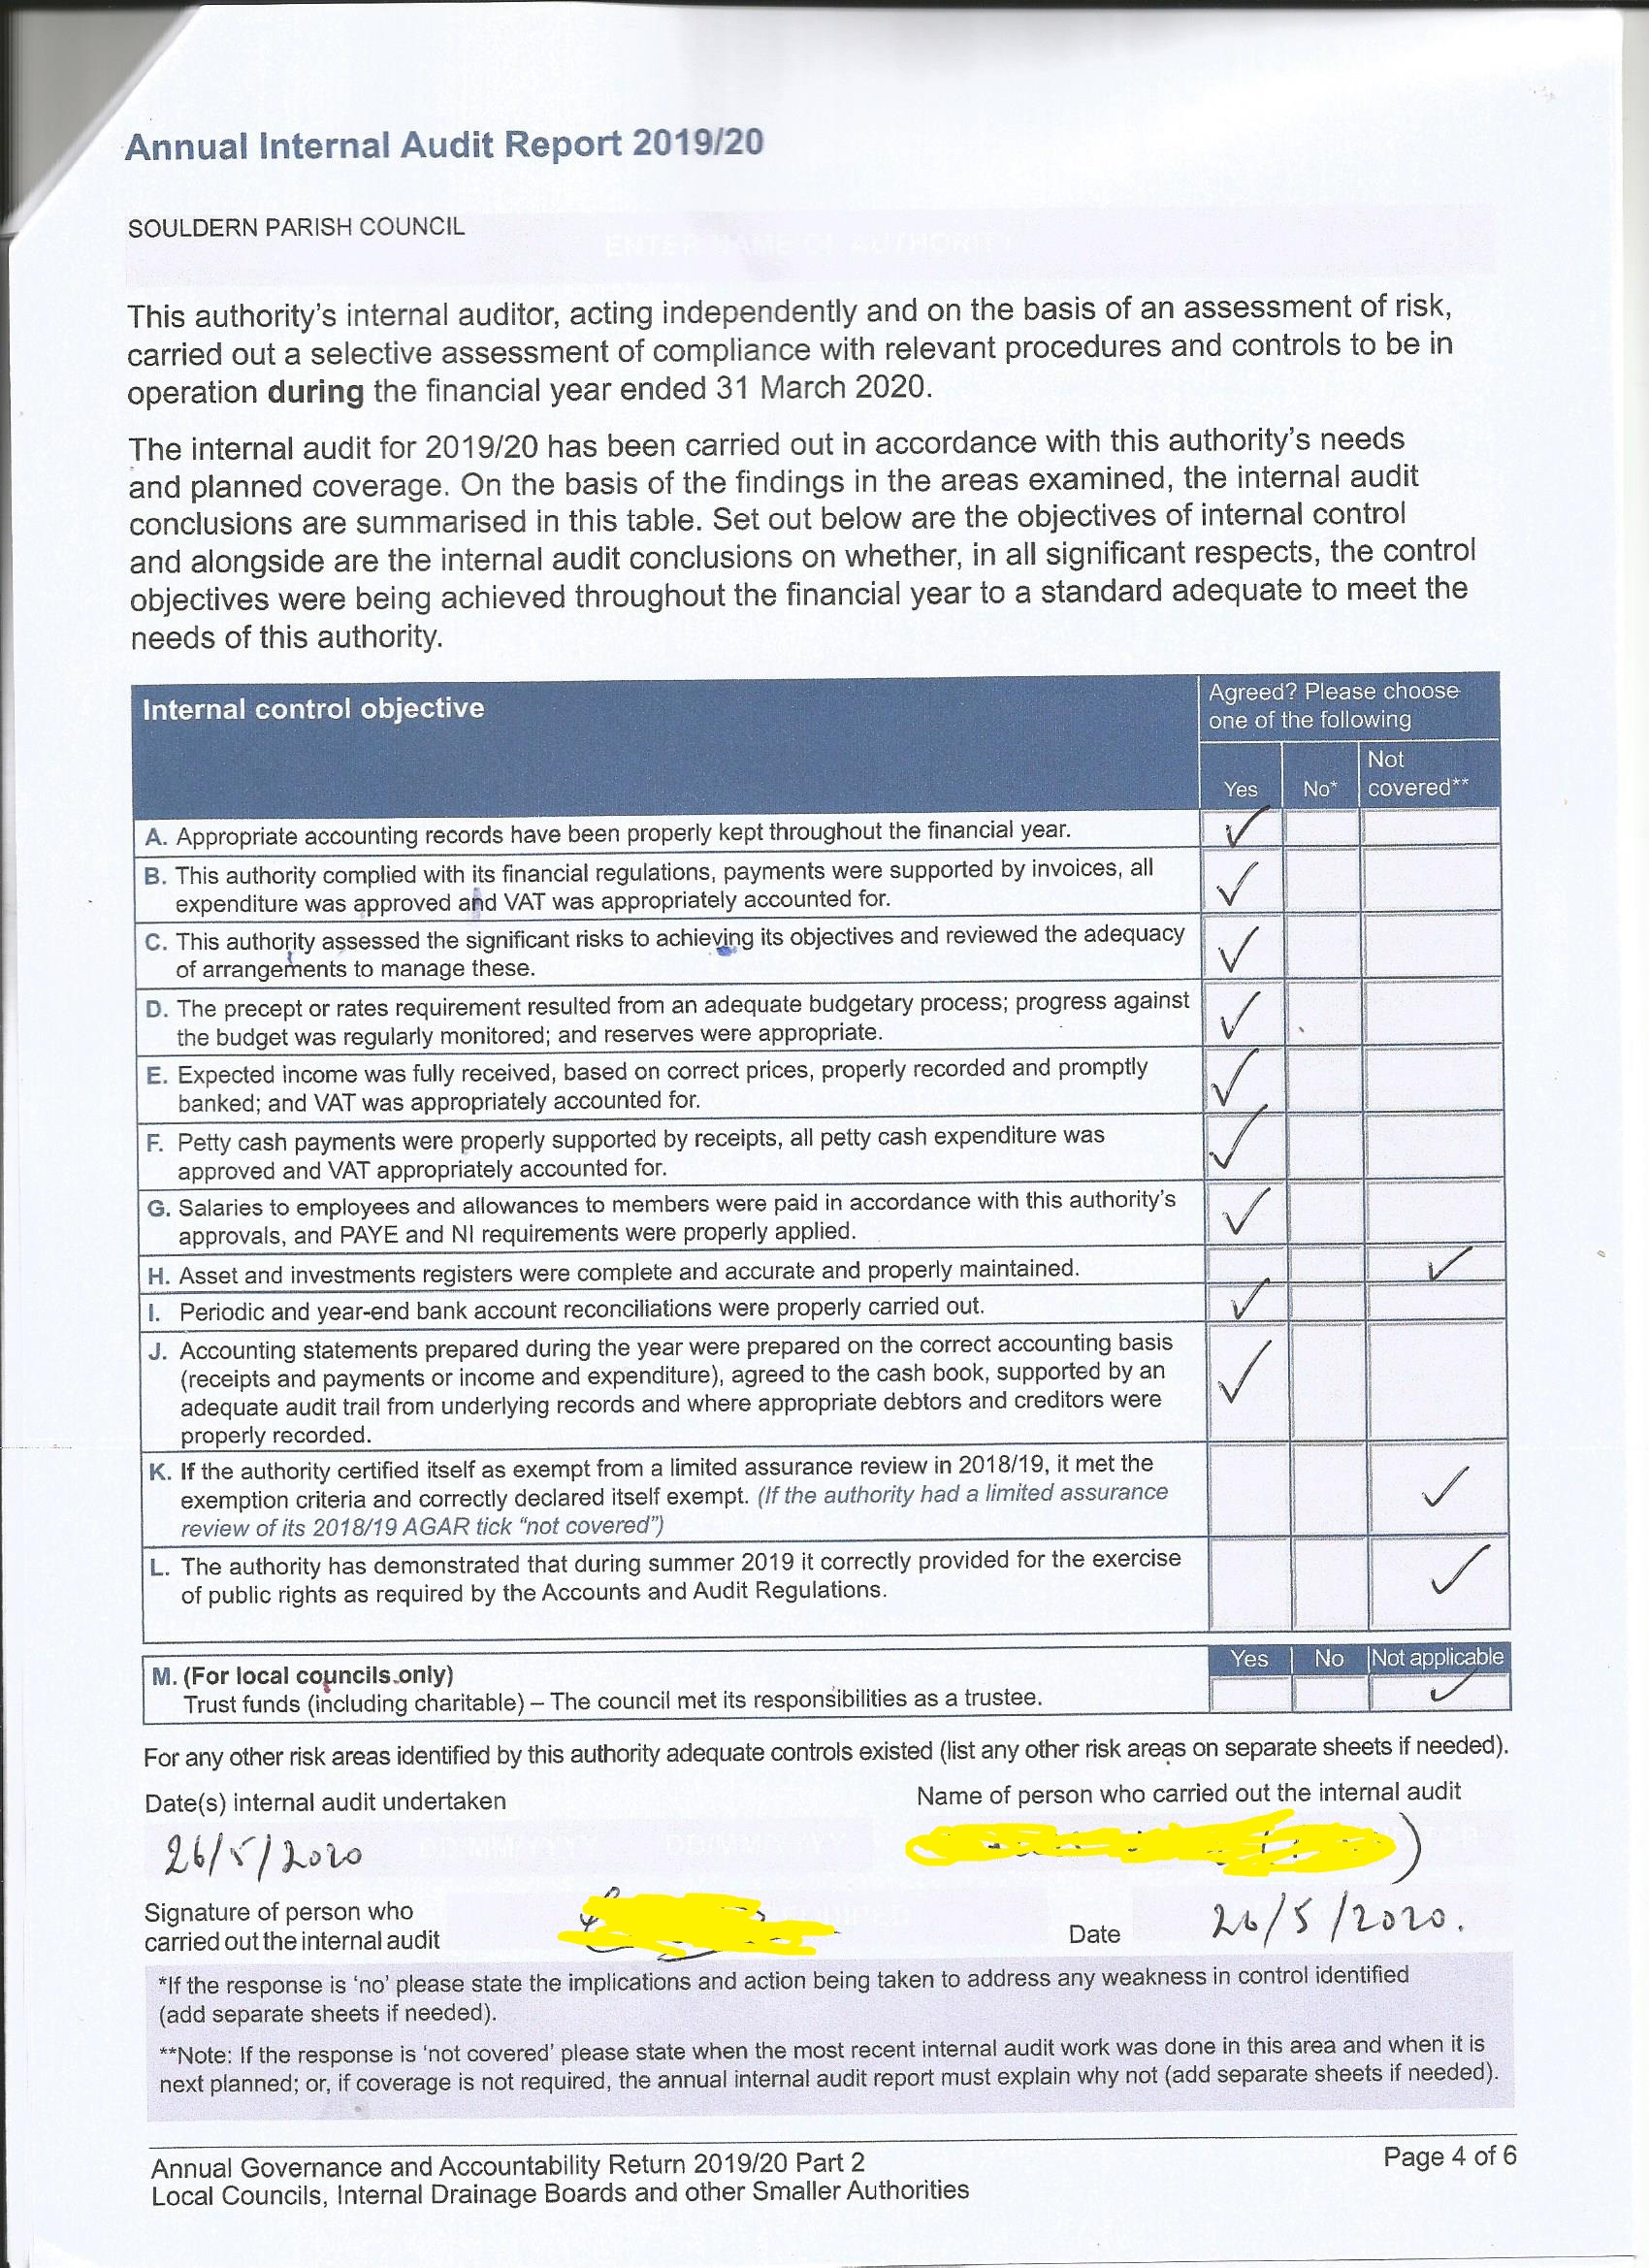 Annual Internal Audit Report 2019/20
SOULDERN PARISH COUNCIL
This authority's internal auditor, acting independently and on the basis of an assessment of risk,
carried out a selective assessment of compliance with relevant procedures and controls to be in
operation during the financial year ended 31 March 2020.
The internal audit for 2019/20 has been carried out in accordance with this authority's needs
and planned coverage. On the basis of the findings in the areas examined, the internal audit
conclusions are summarised in this table. Set out below are the objectives of internal control
and alongside are the internal audit conclusions on whether, in all significant respects, the control
objectives were being achieved throughout the financial year to a standard adequate to meet the
needs of this authority.
Internal control objective
Agreed? Please choose
one of the following
Yes No* Not
covered**
A. Appropriate accounting records have been properly kept throughout the financial year. ✓
B. This authority complied with its financial regulations, payments were supported by invoices, all ✓
expenditure was approved and VAT was appropriately accounted for.
C. This authority assessed the significant risks to achieving its objectives and reviewed the adequacy ✓
of arrangements to manage these.
D. The precept or rates requirement resulted from an adequate budgetary process; progress against ✓
the budget was regularly monitored; and reserves were appropriate.
E. Expected income was fully received, based on correct prices, properly recorded and promptly ✓
banked; and VAT was appropriately accounted for.
F. Petty cash payments were properly supported by receipts, all petty cash expenditure was ✓
approved and VAT appropriately accounted for.
G. Salaries to employees and allowances to members were paid in accordance with this authority's ✓
approvals, and PAYE and NI requirements were properly applied.
H. Asset and investments registers were complete and accurate and properly maintained. ✓
I. Periodic and year-end bank account reconciliations were properly carried out. ✓
J. Accounting statements prepared during the year were prepared on the correct accounting basis ✓
(receipts and payments or income and expenditure), agreed to the cash book, supported by an
adequate audit trail from underlying records and where appropriate debtors and creditors were
properly recorded.
K. If the authority certified itself as exempt from a limited assurance review in 2018/19, it met the ✓
exemption criteria and correctly declared itself exempt. (If the authority had a limited assurance
review of its 2018/19 AGAR tick "not covered")
L. The authority has demonstrated that during summer 2019 it correctly provided for the exercise ✓
of public rights as required by the Accounts and Audit Regulations.
Yes No Not applicable
M. (For local councils only)
Trust funds (including charitable) – The council met its responsibilities as a trustee. ✓
For any other risk areas identified by this authority adequate controls existed (list any other risk areas on separate sheets if needed).
Date(s) internal audit undertaken
Name of person who carried out the internal audit
26/5/2020
Signature of person who
carried out the internal audit
Date 26/5/2020.
*If the response is 'no' please state the implications and action being taken to address any weakness in control identified
(add separate sheets if needed).
**Note: If the response is 'not covered' please state when the most recent internal audit work was done in this area and when it is
next planned; or, if coverage is not required, the annual internal audit report must explain why not (add separate sheets if needed).
Annual Governance and Accountability Return 2019/20 Part 2
Local Councils, Internal Drainage Boards and other Smaller Authorities
Page 4 of 6